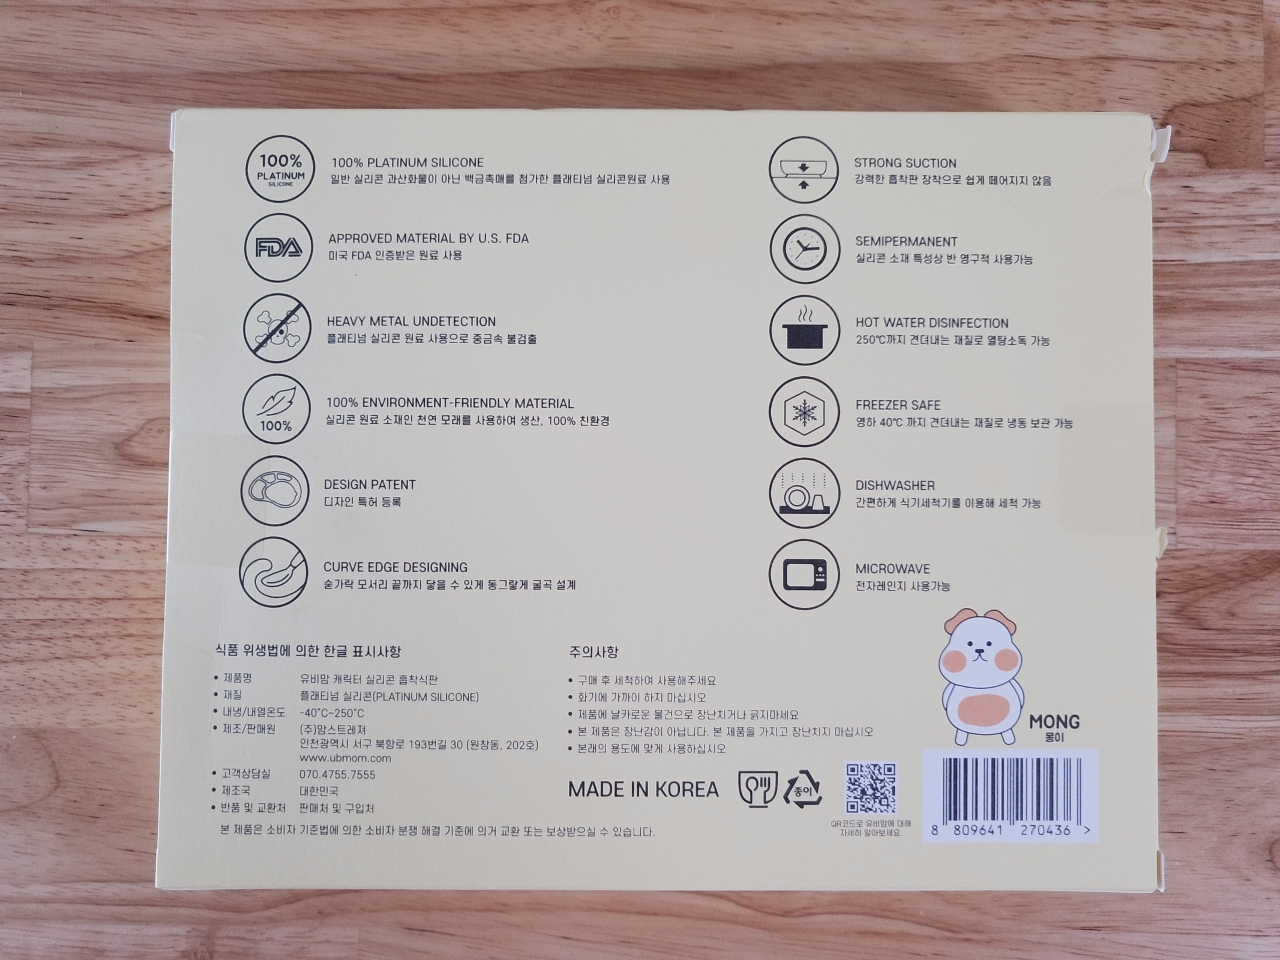 100%
PLATINUM
SILICONE
100% PLATINUM SILICONE
일반 실리콘 과산화물이 아닌 백금촉매를 첨가한 플래티넘 실리콘원료 사용
FDA
APPROVED MATERIAL BY U.S. FDA
미국 FDA 인증받은 원료 사용
HEAVY METAL UNDETECTION
플래티넘 실리콘 원료 사용으로 중금속 불검출
100%
100% ENVIRONMENT-FRIENDLY MATERIAL
실리콘 원료 소재인 천연 모래를 사용하여 생산, 100% 친환경
DESIGN PATENT
디자인 특허 등록
CURVE EDGE DESIGNING
숟가락 모서리 끝까지 닿을 수 있게 동그랗게 굴곡 설계
STRONG SUCTION
강력한 흡착판 장착으로 쉽게 떼어지지 않음
SEMIPERMANENT
실리콘 소재 특성상 반 영구적 사용가능
HOT WATER DISINFECTION
250℃까지 견뎌내는 재질로 열탕소독 가능
FREEZER SAFE
영하 40℃ 까지 견뎌내는 재질로 냉동 보관 가능
DISHWASHER
간편하게 식기세척기를 이용해 세척 가능
MICROWAVE
전자레인지 사용가능
식품 위생법에 의한 한글 표시사항
• 제품명 유비맘 캐릭터 실리콘 흡착식판
• 재질 플래티넘 실리콘(PLATINUM SILICONE)
• 내냉/내열온도 -40˚C~250˚C
• 제조/판매원 (주)맘스트레져
인천광역시 서구 북항로 193번길 30 (원창동, 202호)
www.ubmom.com
• 고객상담실 070.4755.7555
• 제조국 대한민국
• 반품 및 교환처 판매처 및 구입처
본 제품은 소비자 기준법에 의한 소비자 분쟁 해결 기준에 의거 교환 또는 보상받으실 수 있습니다.
주의사항
• 구매 후 세척하여 사용해주세요
• 화기에 가까이 하지 마십시오
• 제품에 날카로운 물건으로 장난치거나 긁지마세요
• 본 제품은 장난감이 아닙니다. 본 제품을 가지고 장난치지 마십시오
• 본래의 용도에 맞게 사용하십시오
MADE IN KOREA
종이
QR코드로 유비맘에 대해
자세히 알아보세요.
MONG
몽이
8 809641 270436 >